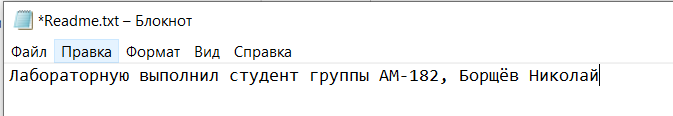 *Readme.txt – Блокнот
Файл Правка Формат Вид Справка
Лабораторную выполнил студент группы АМ-182, Борщёв Николай